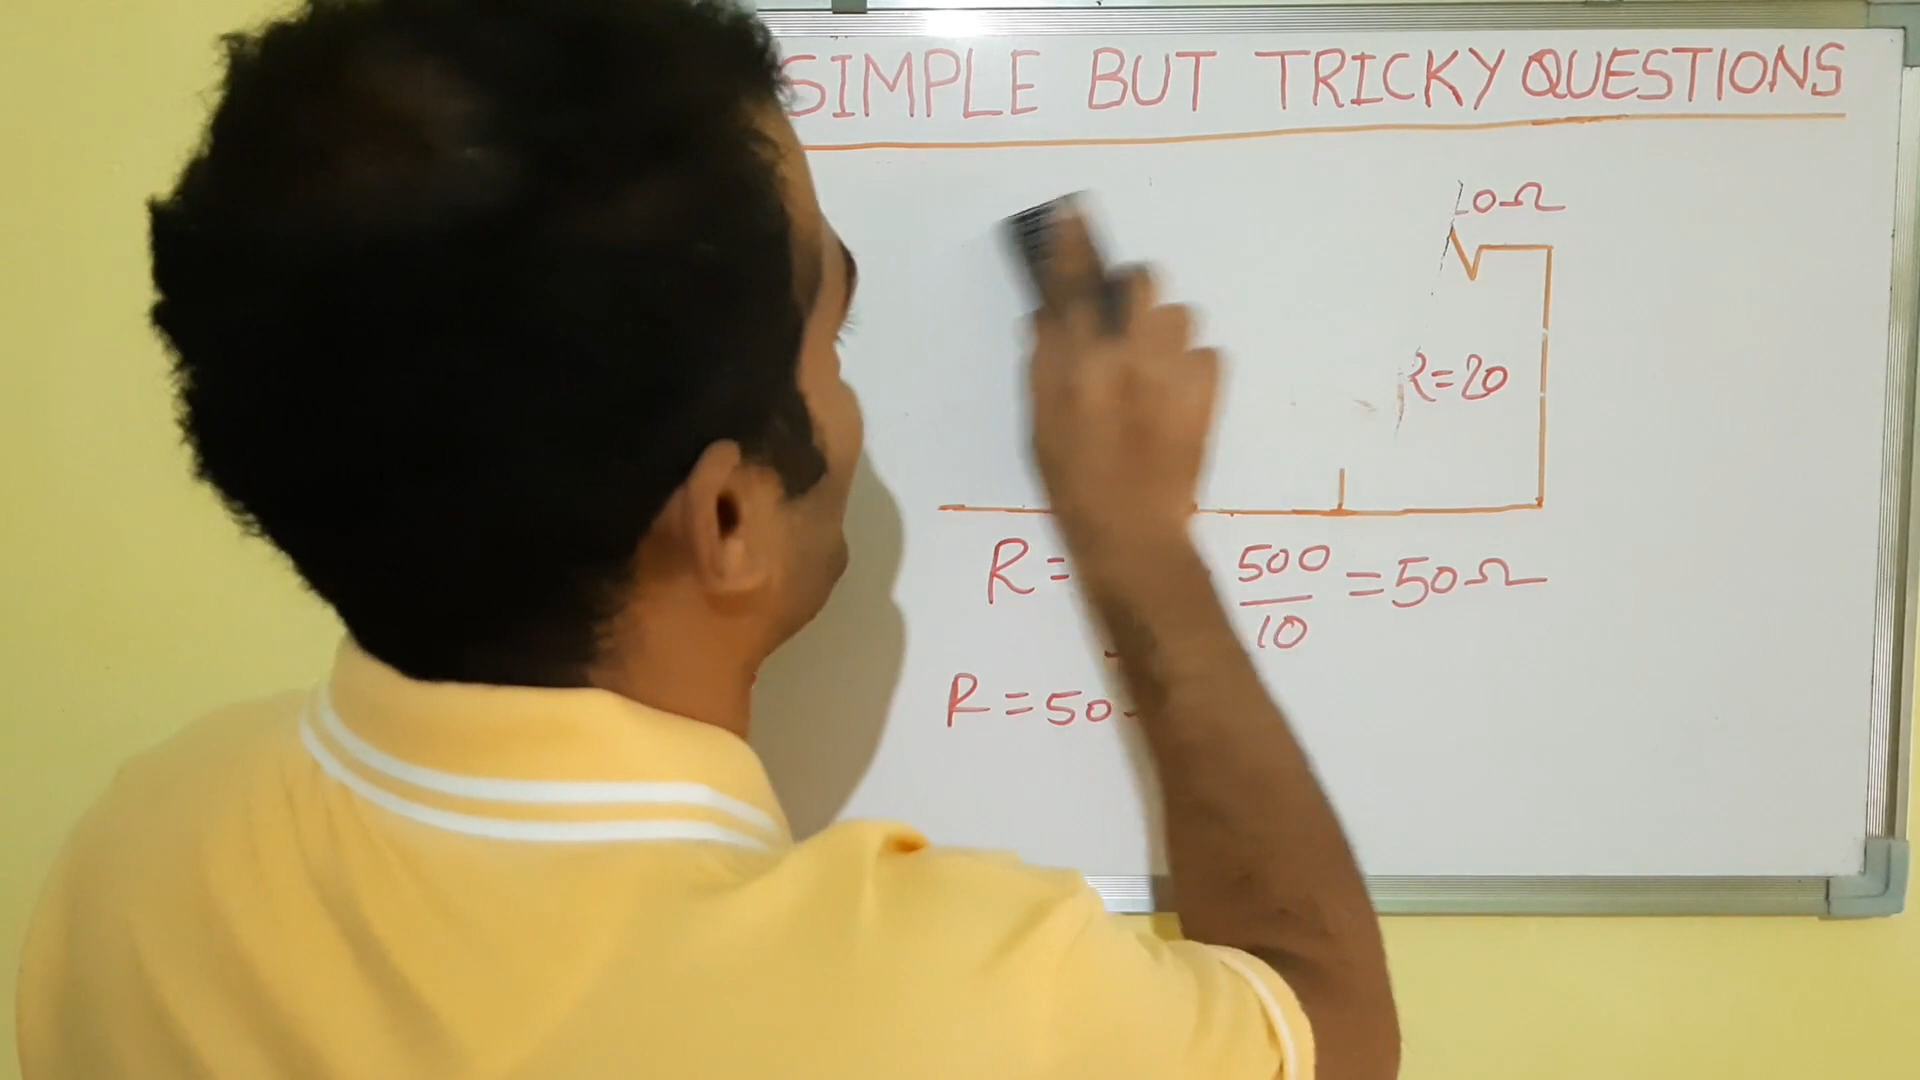 SIMPLE BUT TRICKY QUESTIONS
10Ω
R=20
R= 500/10 =50Ω
R=50